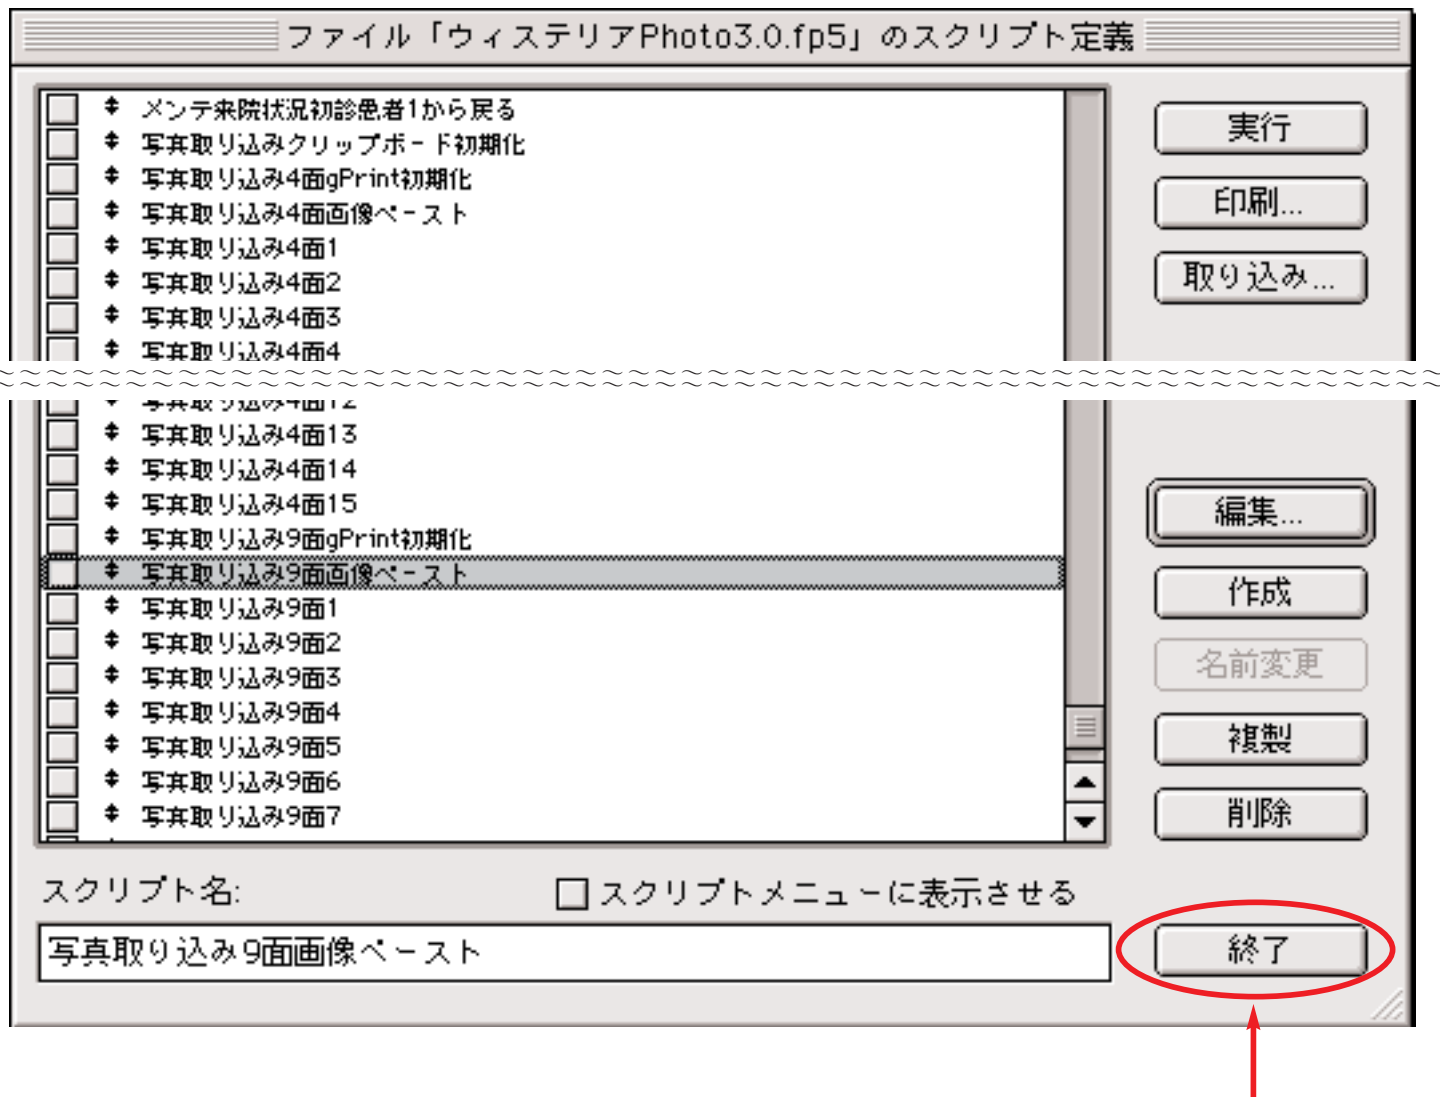 ファイル「ウィステリアPhoto3.0.fp5」のスクリプト定義
メンテ来院状況初診患者1から戻る
写真取り込みクリップボード初期化
写真取り込み4面gPrint初期化
写真取り込み4面画像ペースト
写真取り込み4面1
写真取り込み4面2
写真取り込み4面3
写真取り込み4面4
写真取り込み4面12
写真取り込み4面13
写真取り込み4面14
写真取り込み4面15
写真取り込み9面gPrint初期化
写真取り込み9面画像ペースト
写真取り込み9面1
写真取り込み9面2
写真取り込み9面3
写真取り込み9面4
写真取り込み9面5
写真取り込み9面6
写真取り込み9面7
実行
印刷...
取り込み...
編集...
作成
名前変更
複製
削除
スクリプト名:
スクリプトメニューに表示させる
写真取り込み9面画像ペースト
終了